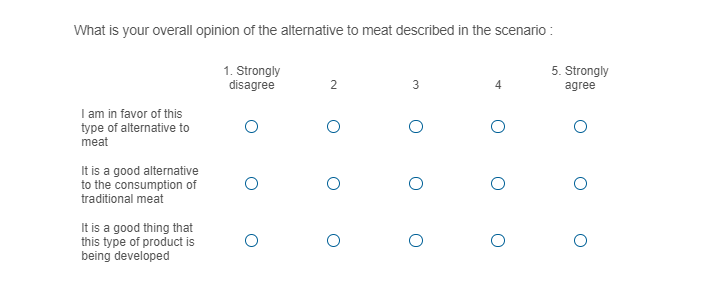 What is your overall opinion of the alternative to meat described in the scenario :
1. Strongly disagree 2 3 4 5. Strongly agree
I am in favor of this
type of alternative to
meat
It is a good alternative
to the consumption of
traditional meat
It is a good thing that
this type of product is
being developed